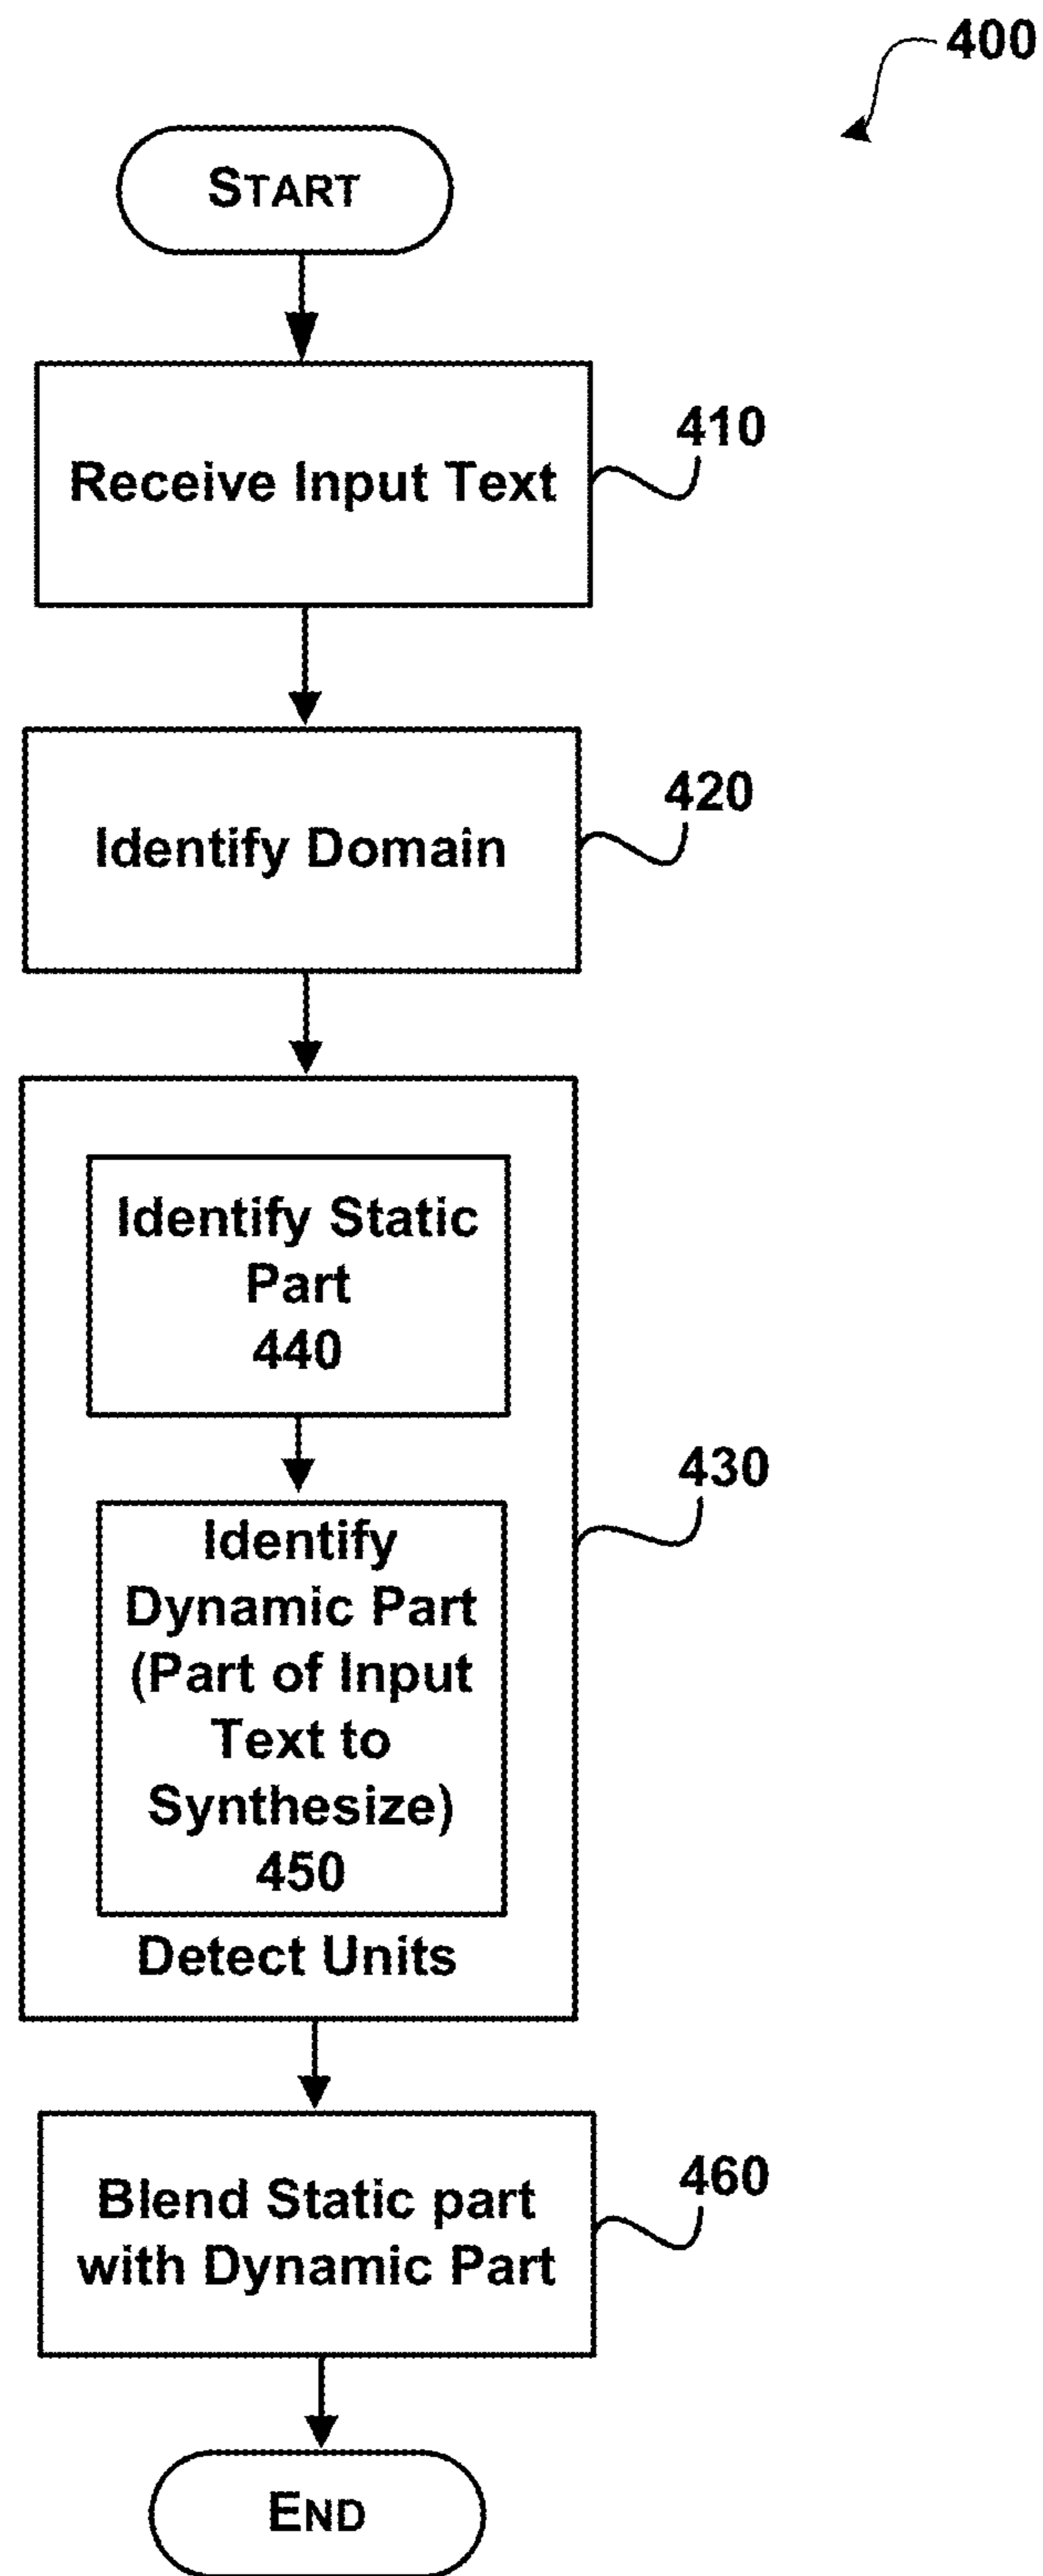 400
START
Receive Input Text
410
Identify Domain
420
Identify Static
Part
440
Identify
Dynamic Part
(Part of Input
Text to
Synthesize)
450
Detect Units
430
Blend Static part
with Dynamic Part
460
END